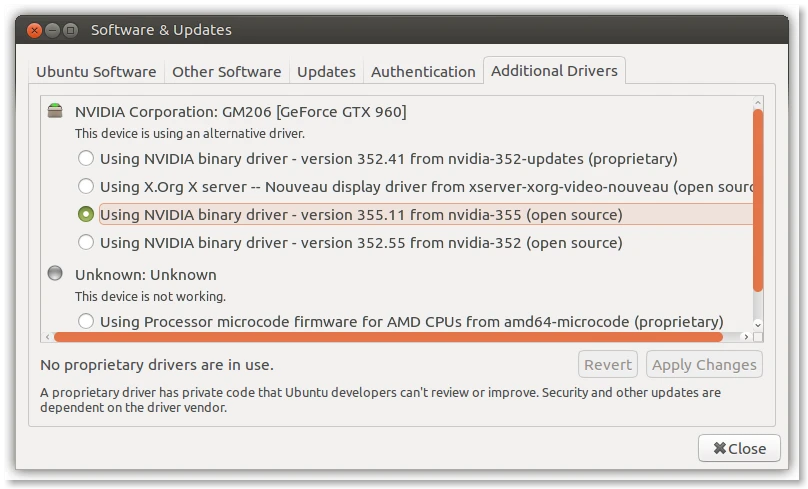 Software & Updates
Ubuntu Software
Other Software
Updates
Authentication
Additional Drivers
NVIDIA Corporation: GM206 [GeForce GTX 960]
This device is using an alternative driver.
Using NVIDIA binary driver - version 352.41 from nvidia-352-updates (proprietary)
Using X.Org X server -- Nouveau display driver from xserver-xorg-video-nouveau (open sourc
Using NVIDIA binary driver - version 355.11 from nvidia-355 (open source)
Using NVIDIA binary driver - version 352.55 from nvidia-352 (open source)
Unknown: Unknown
This device is not working.
Using Processor microcode firmware for AMD CPUs from amd64-microcode (proprietary)
No proprietary drivers are in use.
Revert
Apply Changes
A proprietary driver has private code that Ubuntu developers can't review or improve. Security and other updates are
dependent on the driver vendor.
Close